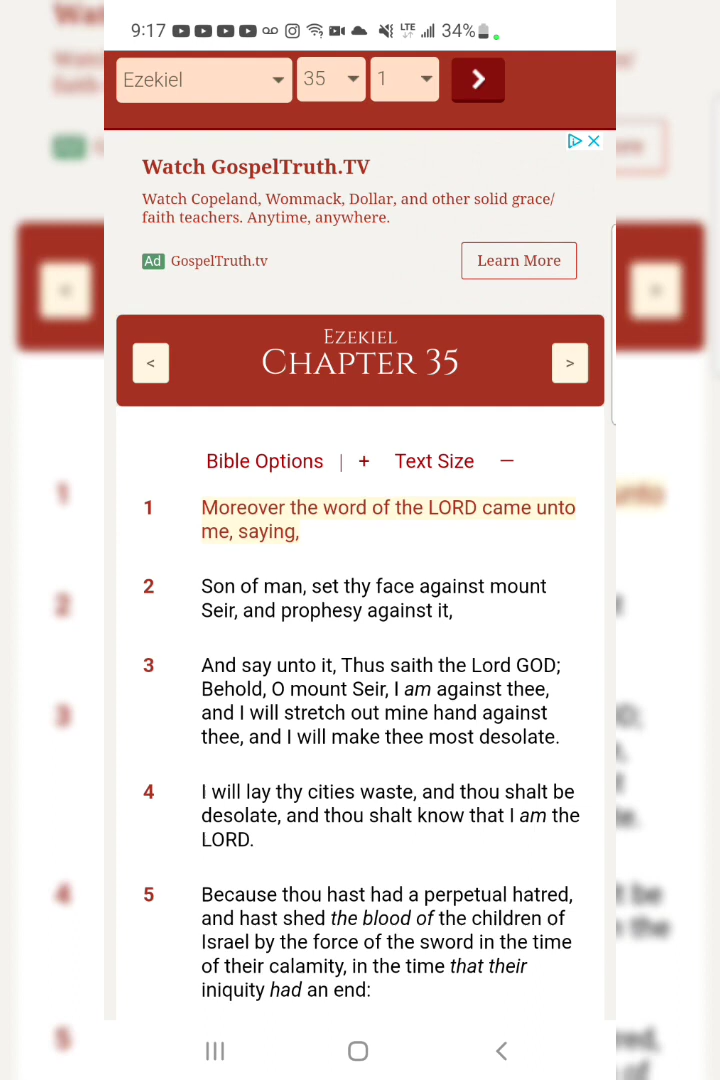 9:17 LTE 34%
Ezekiel 35 1
Watch GospelTruth.TV
Watch Copeland, Wommack, Dollar, and other solid grace/
faith teachers. Anytime, anywhere.
Ad GospelTruth.tv Learn More
EZEKIEL
< CHAPTER 35 >
Bible Options | + Text Size —
1 Moreover the word of the LORD came unto
me, saying,
2 Son of man, set thy face against mount
Seir, and prophesy against it,
3 And say unto it, Thus saith the Lord GOD;
Behold, O mount Seir, I am against thee,
and I will stretch out mine hand against
thee, and I will make thee most desolate.
4 I will lay thy cities waste, and thou shalt be
desolate, and thou shalt know that I am the
LORD.
5 Because thou hast had a perpetual hatred,
and hast shed the blood of the children of
Israel by the force of the sword in the time
of their calamity, in the time that their
iniquity had an end: